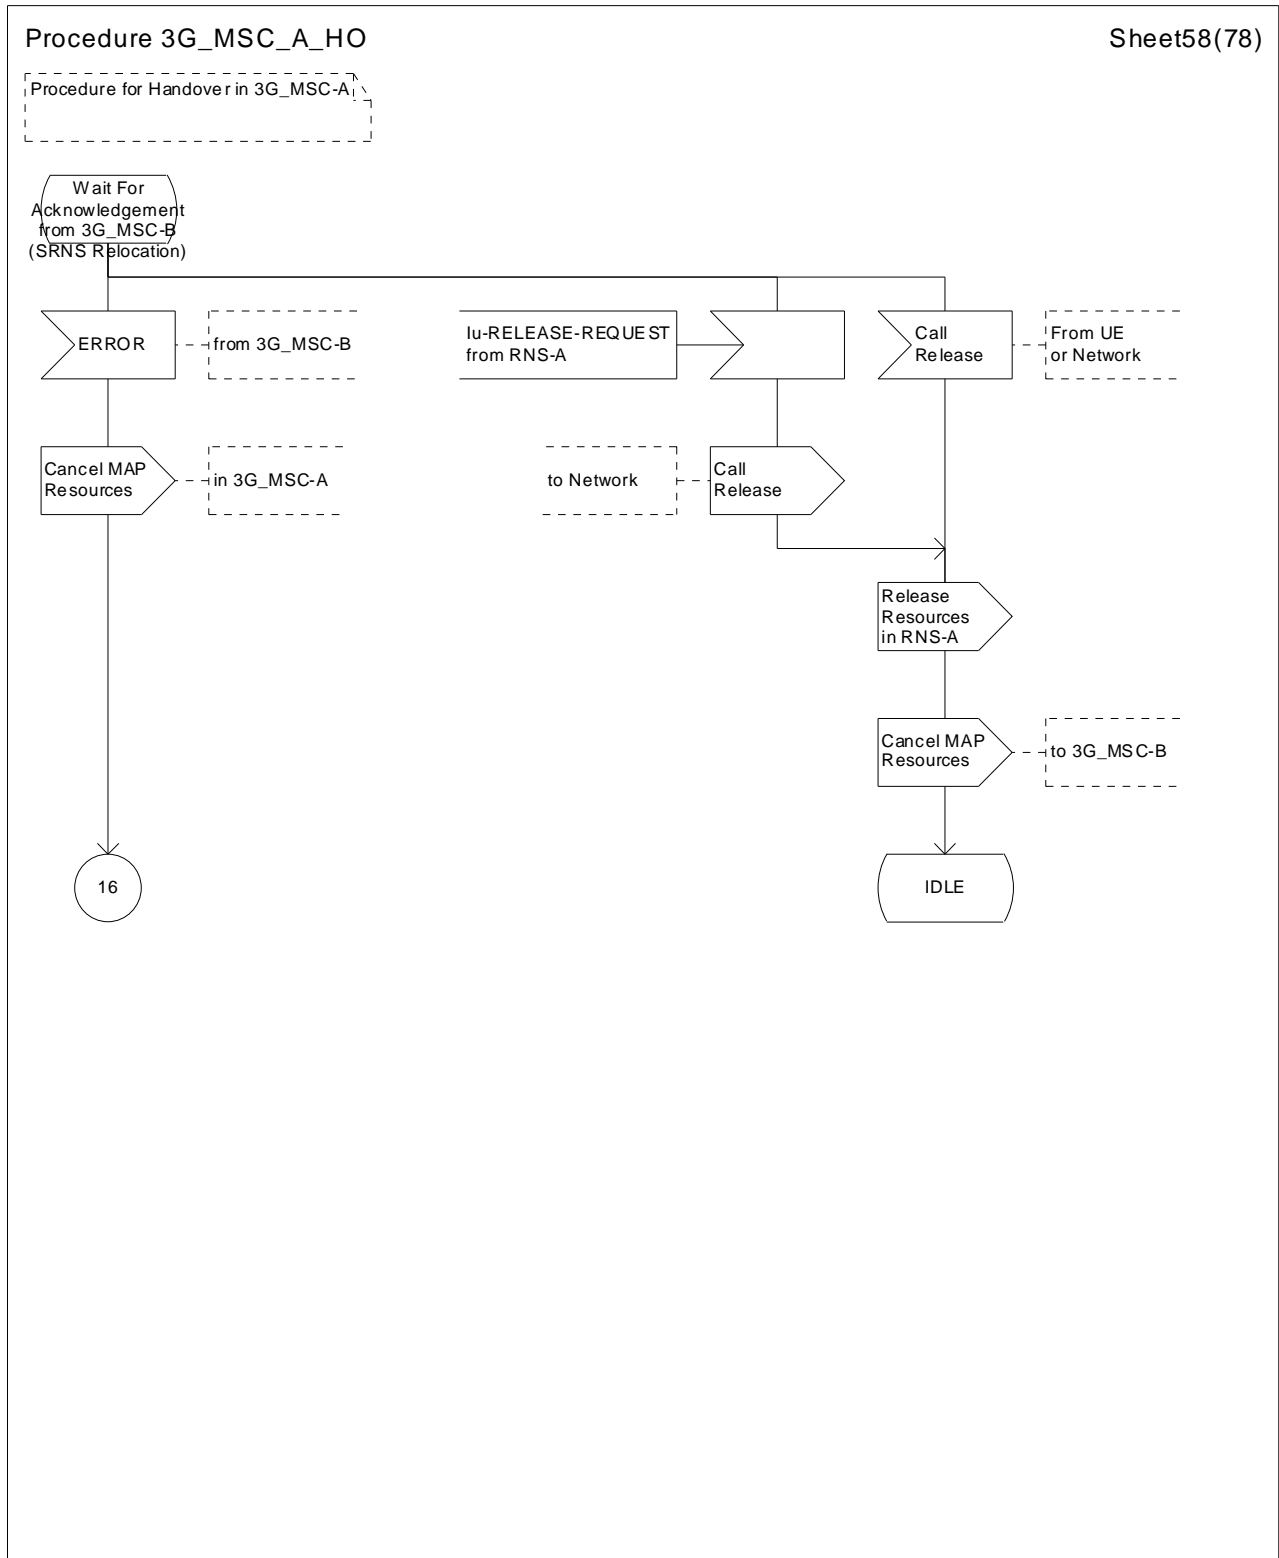 Procedure 3G_MSC_A_HO
Sheet58(78)
Procedure for Handover in 3G_MSC-A
Wait For
Acknowledgement
from 3G_MSC-B
(SRNS Relocation)
ERROR
from 3G_MSC-B
Iu-RELEASE-REQUEST
from RNS-A
Call
Release
From UE
or Network
Cancel MAP
Resources
in 3G_MSC-A
to Network
Call
Release
Release
Resources
in RNS-A
Cancel MAP
Resources
to 3G_MSC-B
16
IDLE